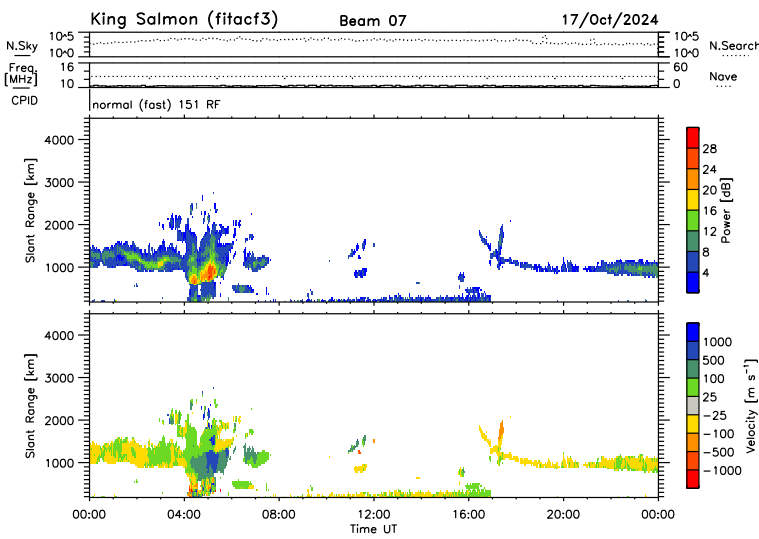 King Salmon (fitacf3) Beam 07 17/Oct/2024
N.Sky 10^5 10^0 10^5 10^0 N.Search
Freq. [MHz] 16 10 60 0 Nave
CPID normal (fast) 151 RF
Slant Range [km] 4000 3000 2000 1000
Power [dB] 28 24 20 16 12 8 4
Slant Range [km] 4000 3000 2000 1000
Velocity [m s⁻¹] 1000 500 100 25 −25 −100 −500 −1000
00:00 04:00 08:00 12:00 16:00 20:00 00:00
Time UT